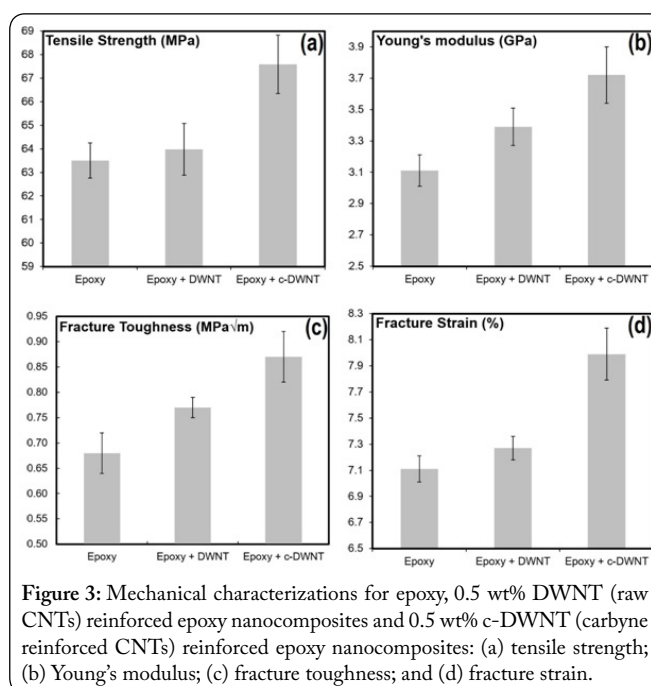 Tensile Strength (MPa)
(a)
69
68
67
66
65
64
63
62
61
60
59
Epoxy
Epoxy + DWNT
Epoxy + c-DWNT
Young's modulus (GPa)
(b)
3.9
3.7
3.5
3.3
3.1
2.9
2.7
2.5
Epoxy
Epoxy + DWNT
Epoxy + c-DWNT
Fracture Toughness (MPa√m)
(c)
0.95
0.90
0.85
0.80
0.75
0.70
0.65
0.60
0.55
0.50
Epoxy
Epoxy + DWNT
Epoxy + c-DWNT
Fracture Strain (%)
(d)
8.3
8.1
7.9
7.7
7.5
7.3
7.1
6.9
6.7
6.5
Epoxy
Epoxy + DWNT
Epoxy + c-DWNT
Figure 3: Mechanical characterizations for epoxy, 0.5 wt% DWNT (raw
CNTs) reinforced epoxy nanocomposites and 0.5 wt% c-DWNT (carbyne
reinforced CNTs) reinforced epoxy nanocomposites: (a) tensile strength;
(b) Young's modulus; (c) fracture toughness; and (d) fracture strain.